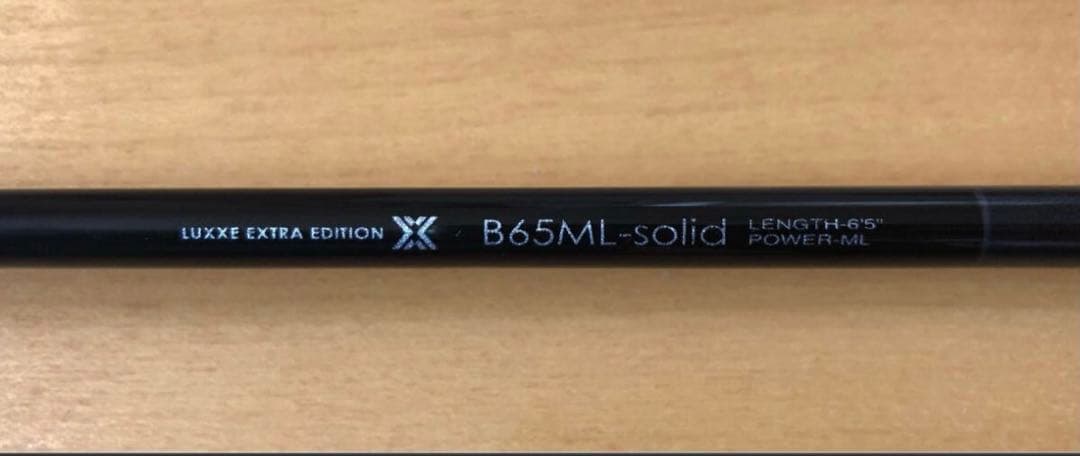 LUXXE EXTRA EDITION X B65ML-solid
LENGTH-6'5"
POWER-ML